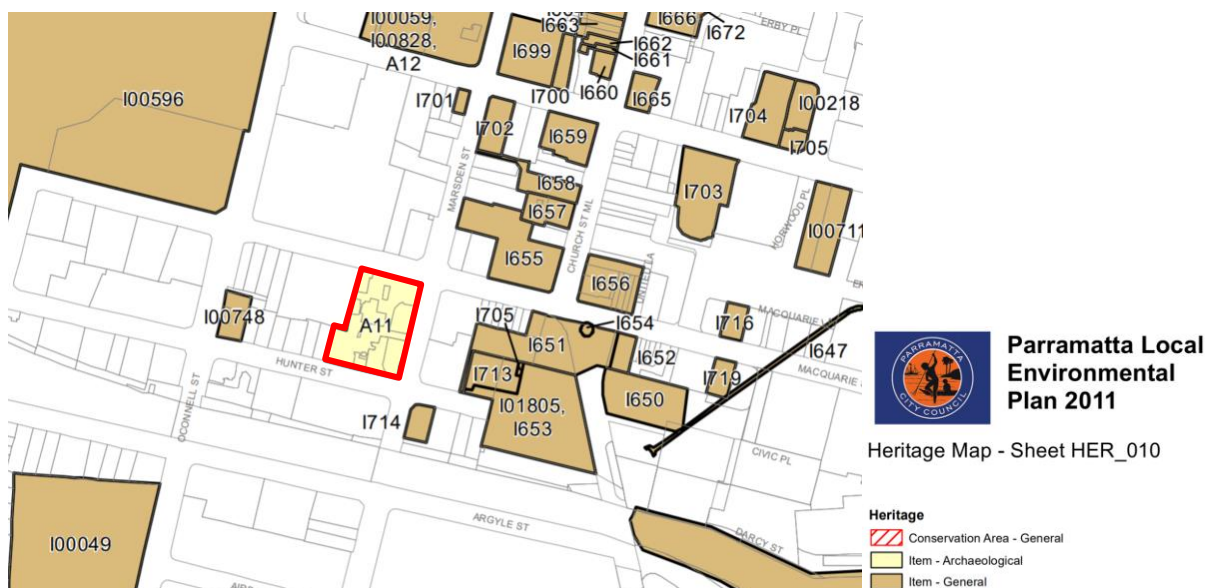 I00059,
I00828,
A12
I663
I662
I661
I660
I666
I672
ERBY PL
I699
I700
I665
I00596
I701
I702
I659
I704
I00218
I705
MARSDEN ST
I658
I657
I703
HORWOOD PL
I00711
CHURCH ST ML
I655
I656
UNITED LA
A11
I00748
I705
I654
I651
I652
I716
MACQUARIE
I647
MACQUARIE
I719
HUNTER ST
I713
I01805,
I653
I650
I714
OCONNELL ST
CIVIC PL
ARGYLE ST
DARCY ST
I00049
PARRAMATTA
CITY COUNCIL
Parramatta Local
Environmental
Plan 2011
Heritage Map - Sheet HER_010
Heritage
Conservation Area - General
Item - Archaeological
Item - General